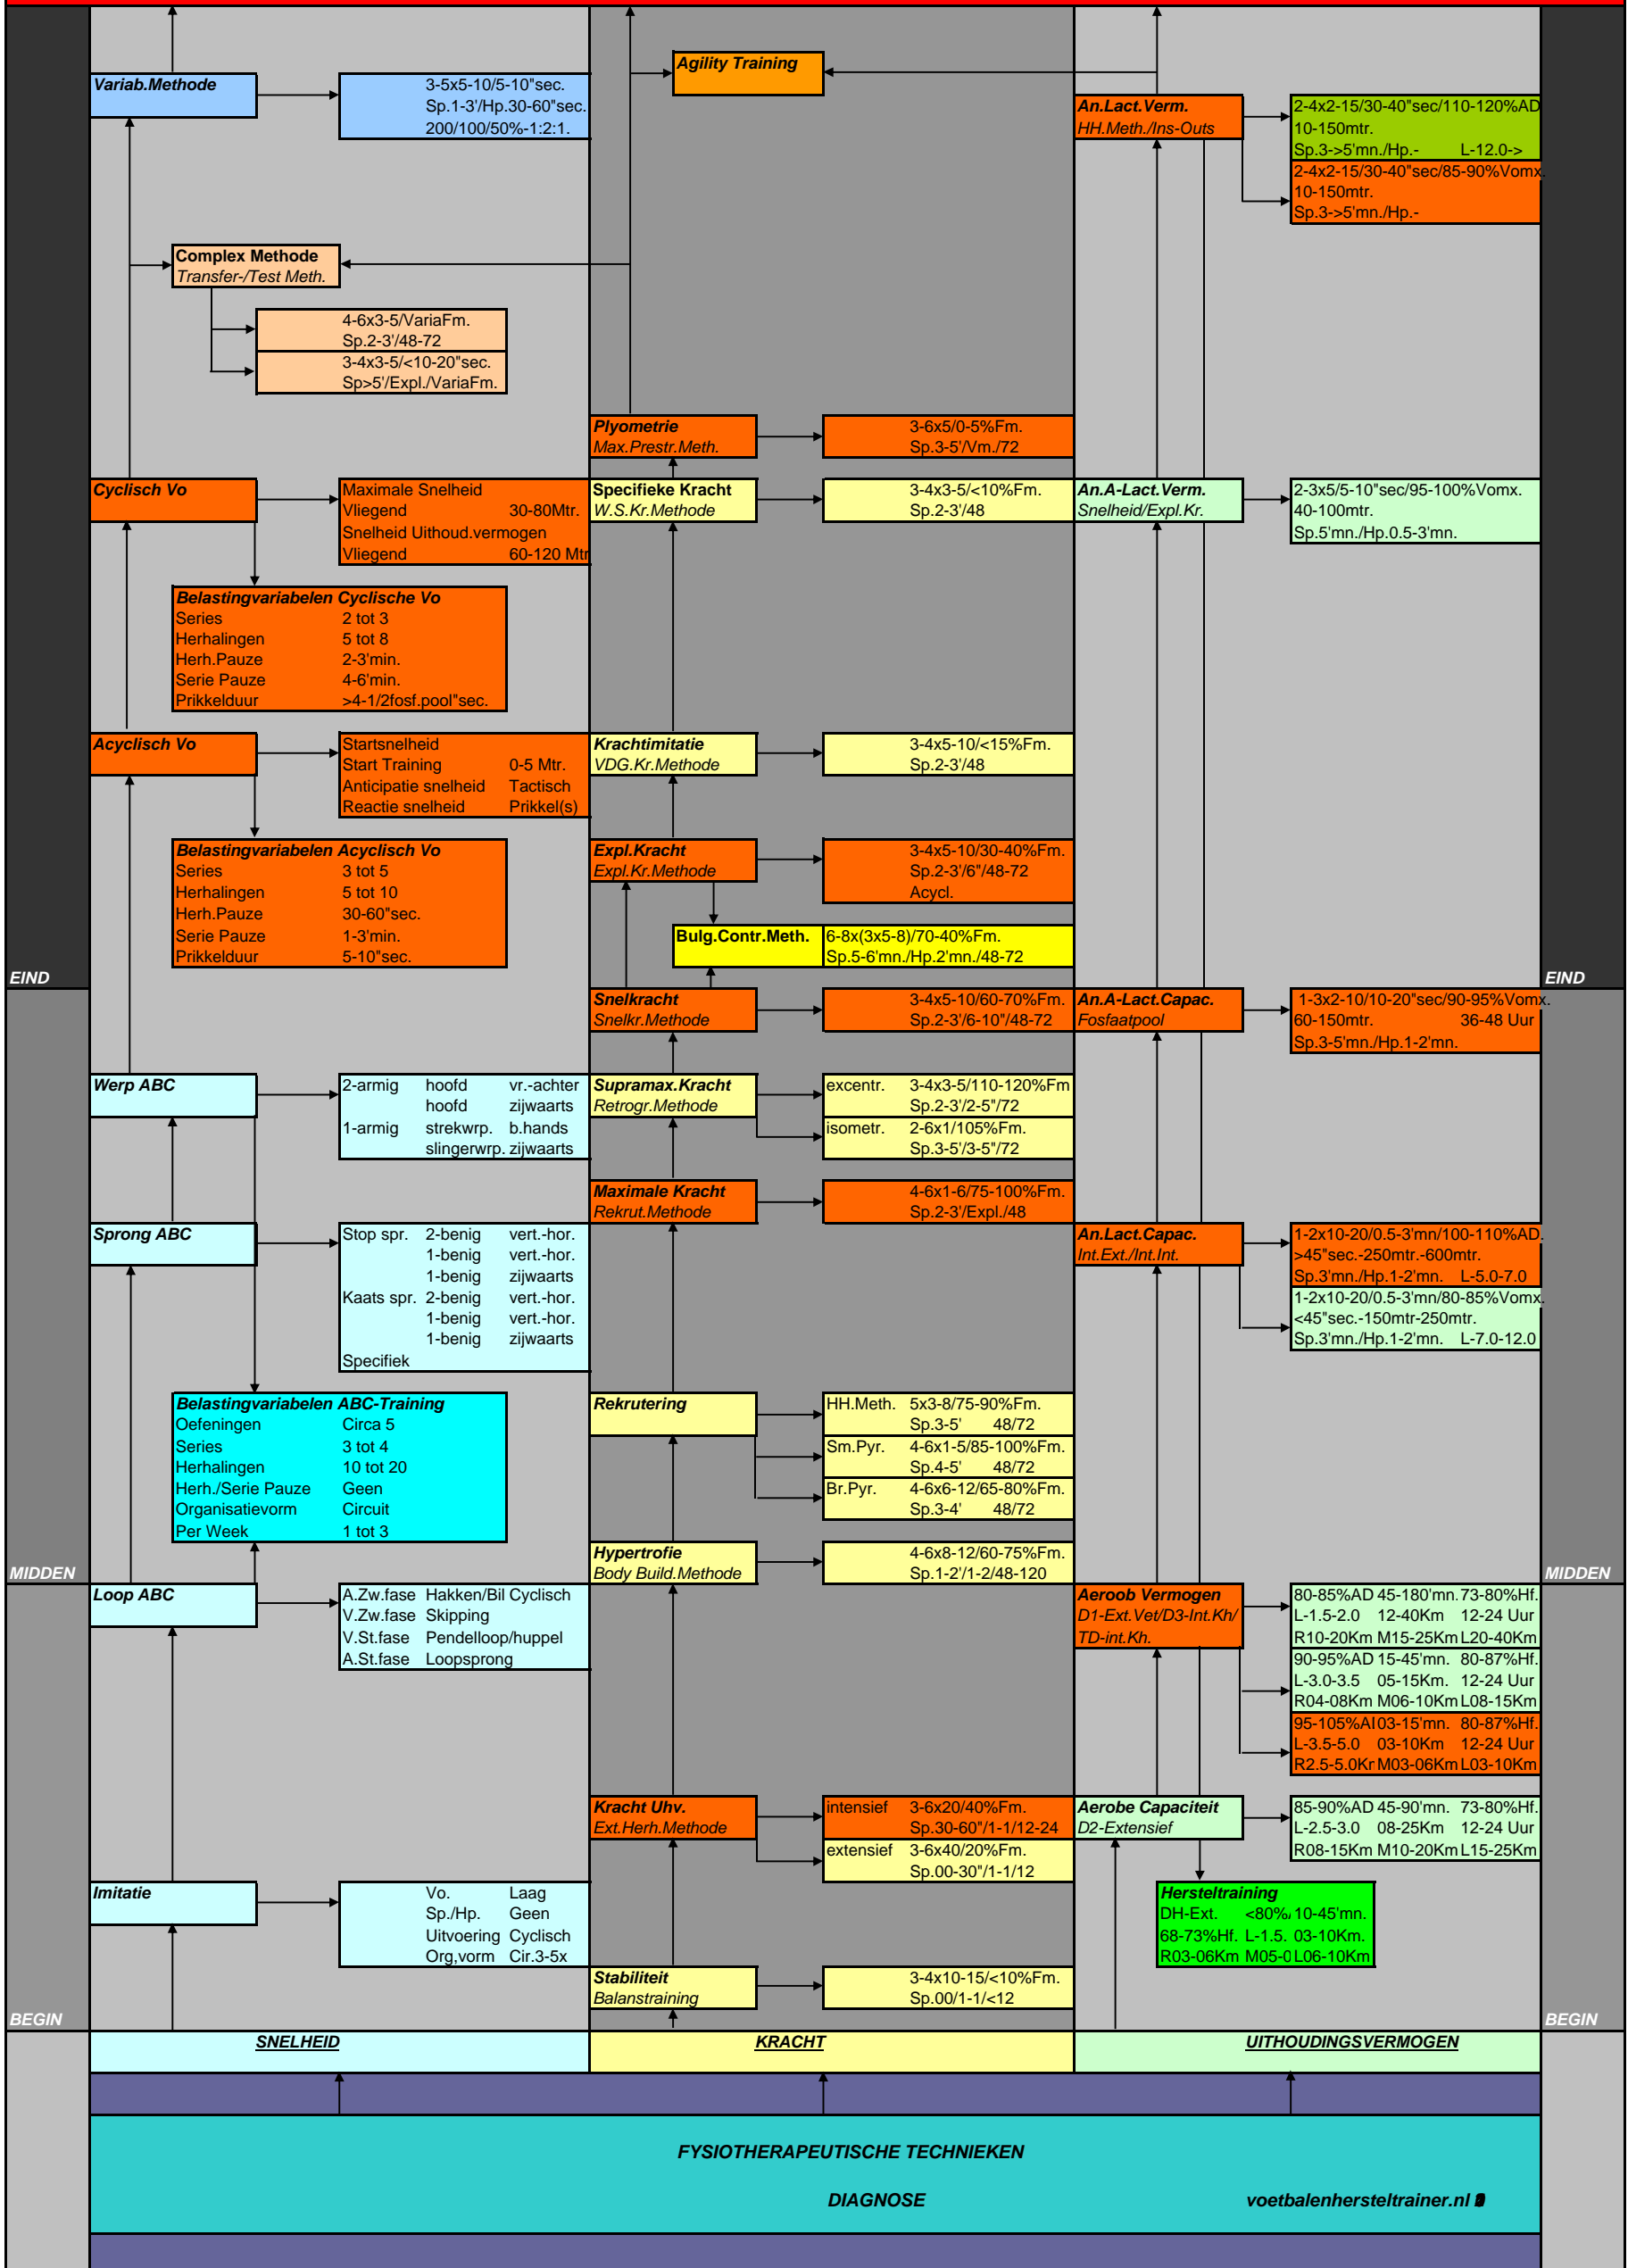 Agility Training
Variab.Methode
3-5x5-10/5-10"sec.
Sp.1-3'/Hp.30-60"sec.
200/100/50%-1:2:1.
An.Lact.Verm.
HH.Meth./Ins-Outs
2-4x2-15/30-40"sec/110-120%AD
10-150mtr.
Sp.3->5'mn./Hp.- L-12.0->
2-4x2-15/30-40"sec/85-90%Vomx.
10-150mtr.
Sp.3->5'mn./Hp.-
Complex Methode
Transfer-/Test Meth.
4-6x3-5/VariaFm.
Sp.2-3'/48-72
3-4x3-5/<10-20"sec.
Sp>5'/Expl./VariaFm.
Plyometrie
Max.Prestr.Meth.
3-6x5/0-5%Fm.
Sp.3-5'/Vm./72
Cyclisch Vo
Maximale Snelheid
Vliegend 30-80Mtr.
Snelheid Uithoud.vermogen
Vliegend 60-120 Mtr
Specifieke Kracht
W.S.Kr.Methode
3-4x3-5/<10%Fm.
Sp.2-3'/48
An.A-Lact.Verm.
Snelheid/Expl.Kr.
2-3x5/5-10"sec/95-100%Vomx.
40-100mtr.
Sp.5'mn./Hp.0.5-3'mn.
Belastingvariabelen Cyclische Vo
Series 2 tot 3
Herhalingen 5 tot 8
Herh.Pauze 2-3'min.
Serie Pauze 4-6'min.
Prikkelduur >4-1/2fosf.pool"sec.
Acyclisch Vo
Startsnelheid
Start Training 0-5 Mtr.
Anticipatie snelheid Tactisch
Reactie snelheid Prikkel(s)
Krachtimitatie
VDG.Kr.Methode
3-4x5-10/<15%Fm.
Sp.2-3'/48
Belastingvariabelen Acyclisch Vo
Series 3 tot 5
Herhalingen 5 tot 10
Herh.Pauze 30-60"sec.
Serie Pauze 1-3'min.
Prikkelduur 5-10"sec.
Expl.Kracht
Expl.Kr.Methode
3-4x5-10/30-40%Fm.
Sp.2-3'/6"/48-72
Acycl.
Bulg.Contr.Meth.
6-8x(3x5-8)/70-40%Fm.
Sp.5-6'mn./Hp.2'mn./48-72
EIND
EIND
Snelkracht
Snelkr.Methode
3-4x5-10/60-70%Fm.
Sp.2-3'/6-10"/48-72
An.A-Lact.Capac.
Fosfaatpool
1-3x2-10/10-20"sec/90-95%Vomx.
60-150mtr. 36-48 Uur
Sp.3-5'mn./Hp.1-2'mn.
Werp ABC
2-armig hoofd vr.-achter
hoofd zijwaarts
1-armig strekwrp. b.hands
slingerwrp. zijwaarts
Supramax.Kracht
Retrogr.Methode
excentr. 3-4x3-5/110-120%Fm
Sp.2-3'/2-5"/72
isometr. 2-6x1/105%Fm.
Sp.3-5'/3-5"/72
Maximale Kracht
Rekrut.Methode
4-6x1-6/75-100%Fm.
Sp.2-3'/Expl./48
Sprong ABC
Stop spr. 2-benig vert.-hor.
1-benig vert.-hor.
1-benig zijwaarts
Kaats spr. 2-benig vert.-hor.
1-benig vert.-hor.
1-benig zijwaarts
Specifiek
An.Lact.Capac.
Int.Ext./Int.Int.
1-2x10-20/0.5-3'mn/100-110%AD.
>45"sec.-250mtr.-600mtr.
Sp.3'mn./Hp.1-2'mn. L-5.0-7.0
1-2x10-20/0.5-3'mn/80-85%Vomx.
<45"sec.-150mtr-250mtr.
Sp.3'mn./Hp.1-2'mn. L-7.0-12.0
Belastingvariabelen ABC-Training
Oefeningen Circa 5
Series 3 tot 4
Herhalingen 10 tot 20
Herh./Serie Pauze Geen
Organisatievorm Circuit
Per Week 1 tot 3
Rekrutering
HH.Meth. 5x3-8/75-90%Fm.
Sp.3-5' 48/72
Sm.Pyr. 4-6x1-5/85-100%Fm.
Sp.4-5' 48/72
Br.Pyr. 4-6x6-12/65-80%Fm.
Sp.3-4' 48/72
Hypertrofie
Body Build.Methode
4-6x8-12/60-75%Fm.
Sp.1-2'/1-2/48-120
MIDDEN
MIDDEN
Loop ABC
A.Zw.fase Hakken/Bil Cyclisch
V.Zw.fase Skipping
V.St.fase Pendelloop/huppel
A.St.fase Loopsprong
Aeroob Vermogen
D1-Ext.Vet/D3-Int.Kh/
TD-int.Kh.
80-85%AD 45-180'mn. 73-80%Hf.
L-1.5-2.0 12-40Km 12-24 Uur
R10-20Km M15-25Km L20-40Km
90-95%AD 15-45'mn. 80-87%Hf.
L-3.0-3.5 05-15Km. 12-24 Uur
R04-08Km M06-10Km L08-15Km
95-105%AI 03-15'mn. 80-87%Hf.
L-3.5-5.0 03-10Km 12-24 Uur
R2.5-5.0Kr M03-06Km L03-10Km
Kracht Uhv.
Ext.Herh.Methode
intensief 3-6x20/40%Fm.
Sp.30-60"/1-1/12-24
extensief 3-6x40/20%Fm.
Sp.00-30"/1-1/12
Aerobe Capaciteit
D2-Extensief
85-90%AD 45-90'mn. 73-80%Hf.
L-2.5-3.0 08-25Km 12-24 Uur
R08-15Km M10-20Km L15-25Km
Imitatie
Vo. Laag
Sp./Hp. Geen
Uitvoering Cyclisch
Org,vorm Cir.3-5x
Hersteltraining
DH-Ext. <80%/ 10-45'mn.
68-73%Hf. L-1.5. 03-10Km.
R03-06Km M05-0 L06-10Km
Stabiliteit
Balanstraining
3-4x10-15/<10%Fm.
Sp.00/1-1/<12
BEGIN
BEGIN
SNELHEID
KRACHT
UITHOUDINGSVERMOGEN
FYSIOTHERAPEUTISCHE TECHNIEKEN
DIAGNOSE
voetbalenhersteltrainer.nl